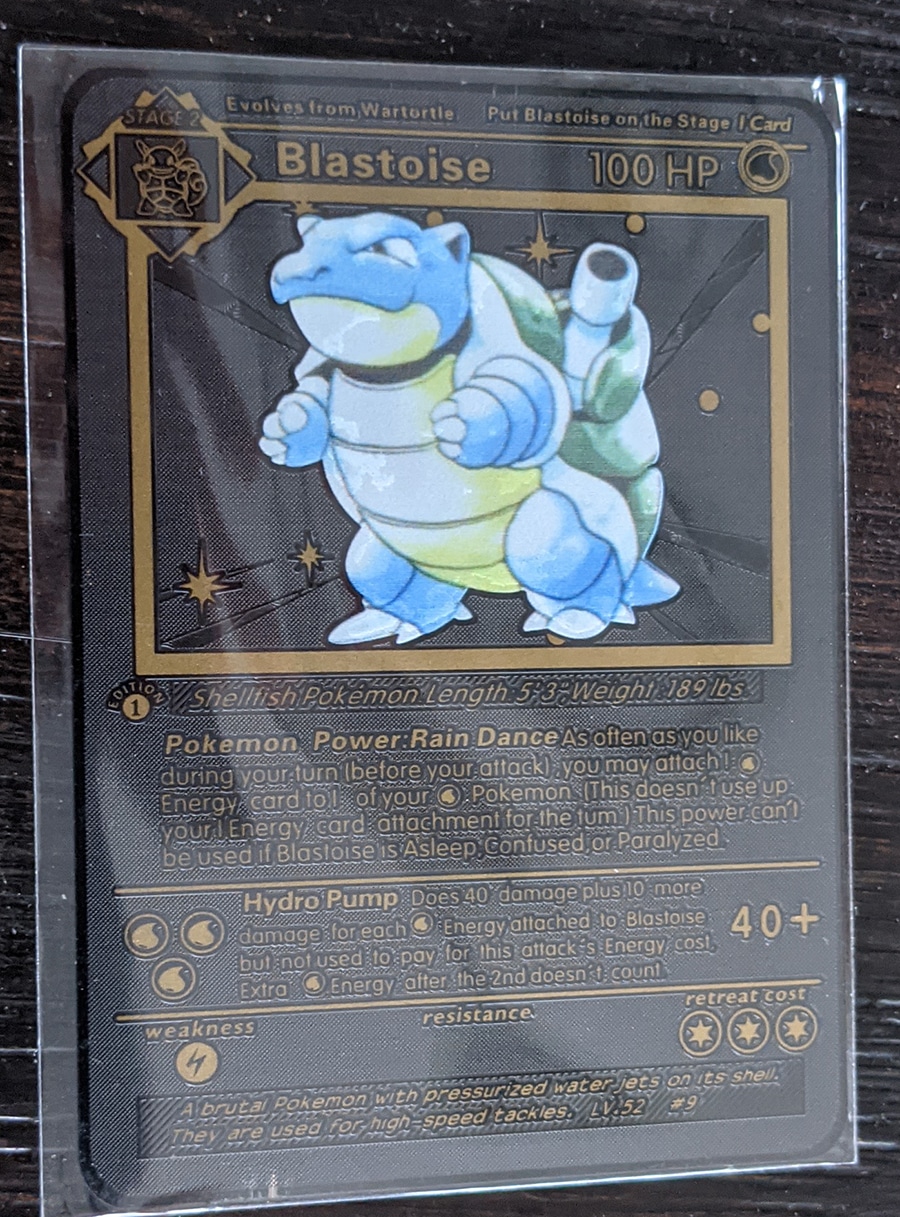 STAGE 2
Evolves from Wartortle Put Blastoise on the Stage 1 Card
Blastoise 100 HP
EDITION
1
Shellfish Pokémon Length 5'3" Weight 189 lbs.
Pokemon Power: Rain Dance As often as you like
during your turn (before your attack), you may attach 1
Energy card to 1 of your Pokemon. (This doesn't use up
your 1 Energy card attachment for the turn.) This power can't
be used if Blastoise is Asleep, Confused, or Paralyzed.
Hydro Pump Does 40 damage plus 10 more
damage for each Energy attached to Blastoise
but not used to pay for this attack's Energy cost.
Extra Energy after the 2nd doesn't count.
40+
weakness resistance retreat cost
A brutal Pokemon with pressurized water jets on its shell.
They are used for high-speed tackles. LV.52 #9